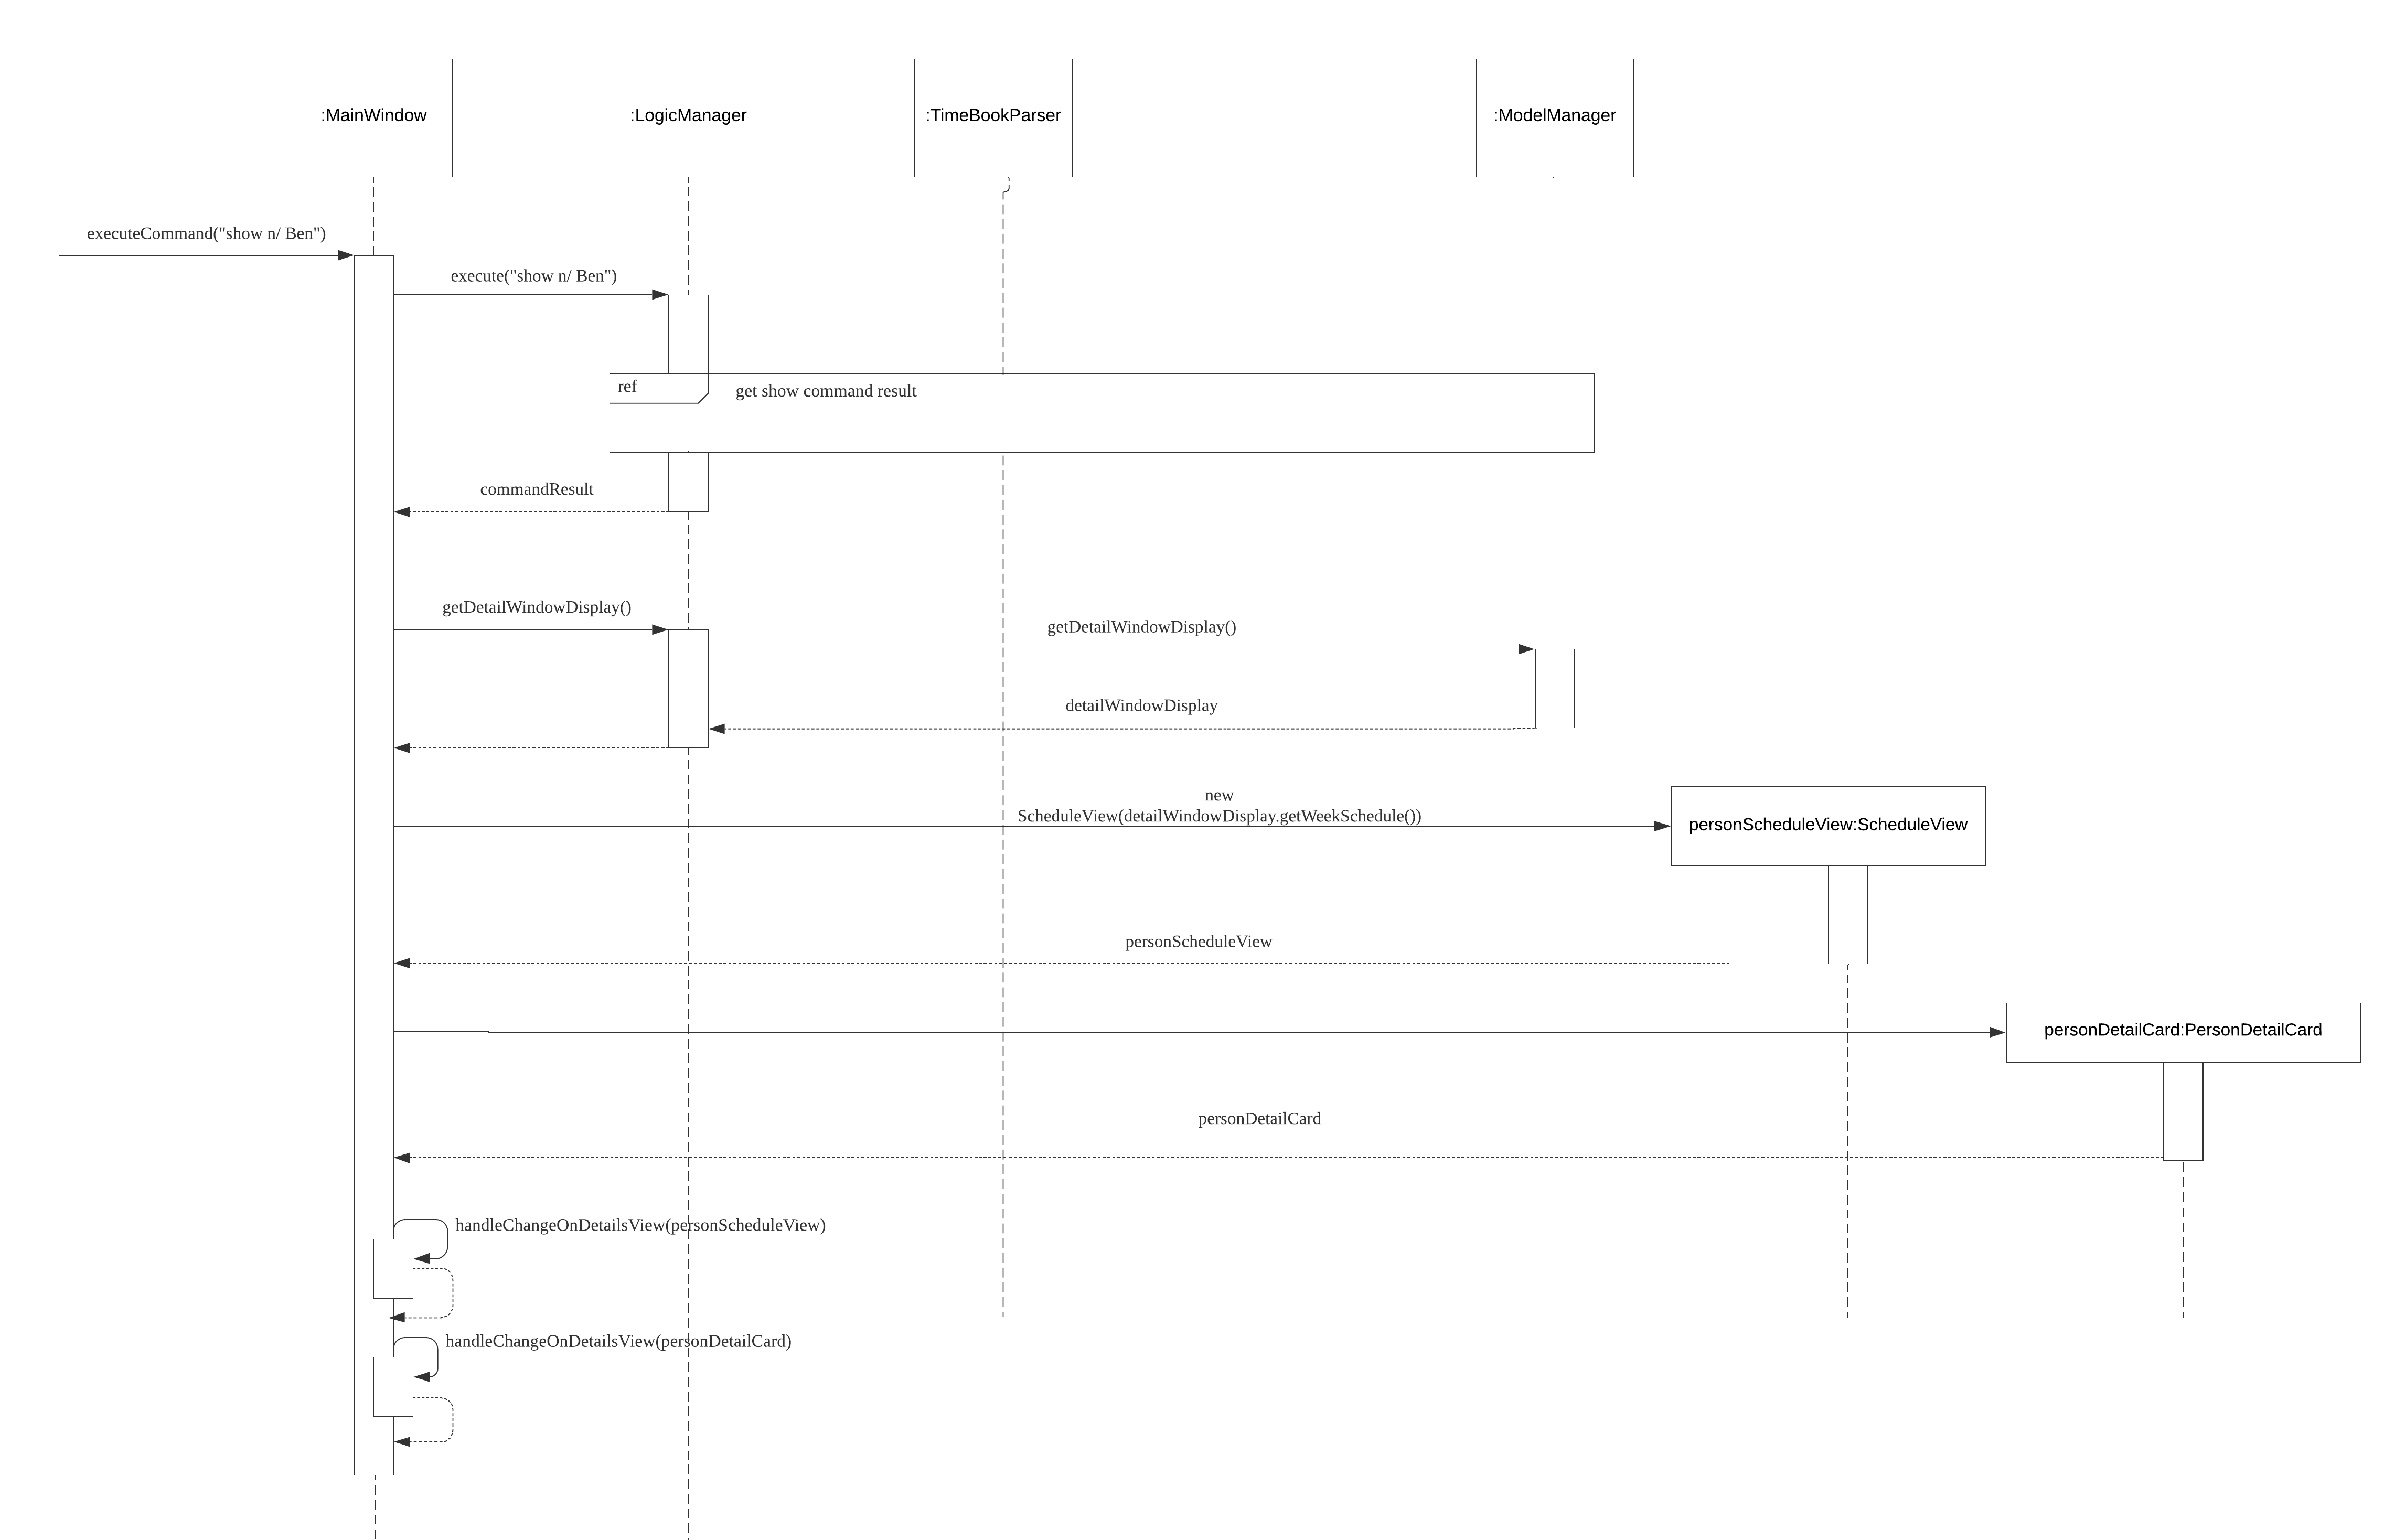 :MainWindow
:LogicManager
:TimeBookParser
:ModelManager
executeCommand("show n/ Ben")
execute("show n/ Ben")
ref
get show command result
commandResult
getDetailWindowDisplay()
getDetailWindowDisplay()
detailWindowDisplay
new
ScheduleView(detailWindowDisplay.getWeekSchedule())
personScheduleView:ScheduleView
personScheduleView
personDetailCard:PersonDetailCard
personDetailCard
handleChangeOnDetailsView(personScheduleView)
handleChangeOnDetailsView(personDetailCard)